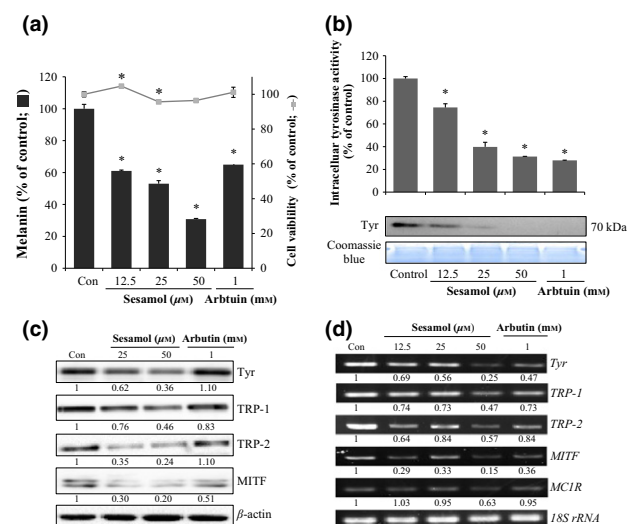 (a)
120
100
80
60
40
20
0
Melanin (% of control; ■)
100
80
60
40
20
0
Cell vaiblility (% of control; )
* *
* * * *
Con 12.5 25 50 1
Sesamol (μM) Arbtuin (mM)
(b)
120
100
80
60
40
20
0
Intracelluar tyrosinase acitivity
(% of control)
* * * *
Tyr 70 kDa
Coomassie
blue
Control 12.5 25 50 1
Sesamol (μM) Arbutin (mM)
(c)
Sesamol (μM) Arbutin (mM)
Con 25 50 1
Tyr
1 0.62 0.36 1.10
TRP-1
1 0.76 0.46 0.83
TRP-2
1 0.35 0.24 1.10
MITF
1 0.30 0.20 0.51
β-actin
(d)
Sesamol (μM) Arbutin (mM)
Con 12.5 25 50 1
Tyr
1 0.69 0.56 0.25 0.47
TRP-1
1 0.74 0.73 0.47 0.73
TRP-2
1 0.64 0.84 0.57 0.84
MITF
1 0.29 0.33 0.15 0.36
MC1R
1 1.03 0.95 0.63 0.95
18S rRNA